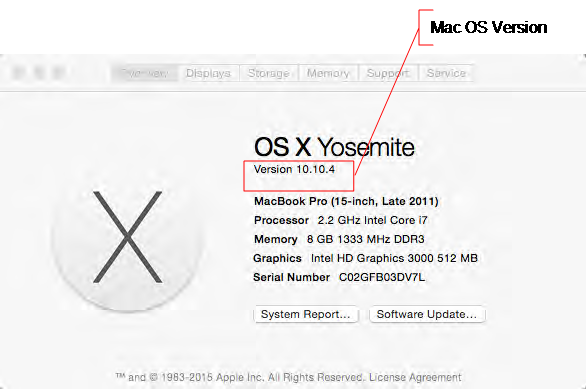 Mac OS Version
Overview Displays Storage Memory Support Service
OS X Yosemite
Version 10.10.4
MacBook Pro (15-inch, Late 2011)
Processor 2.2 GHz Intel Core i7
Memory 8 GB 1333 MHz DDR3
Graphics Intel HD Graphics 3000 512 MB
Serial Number C02GFB03DV7L
System Report... Software Update...
™ and © 1983-2015 Apple Inc. All Rights Reserved. License Agreement